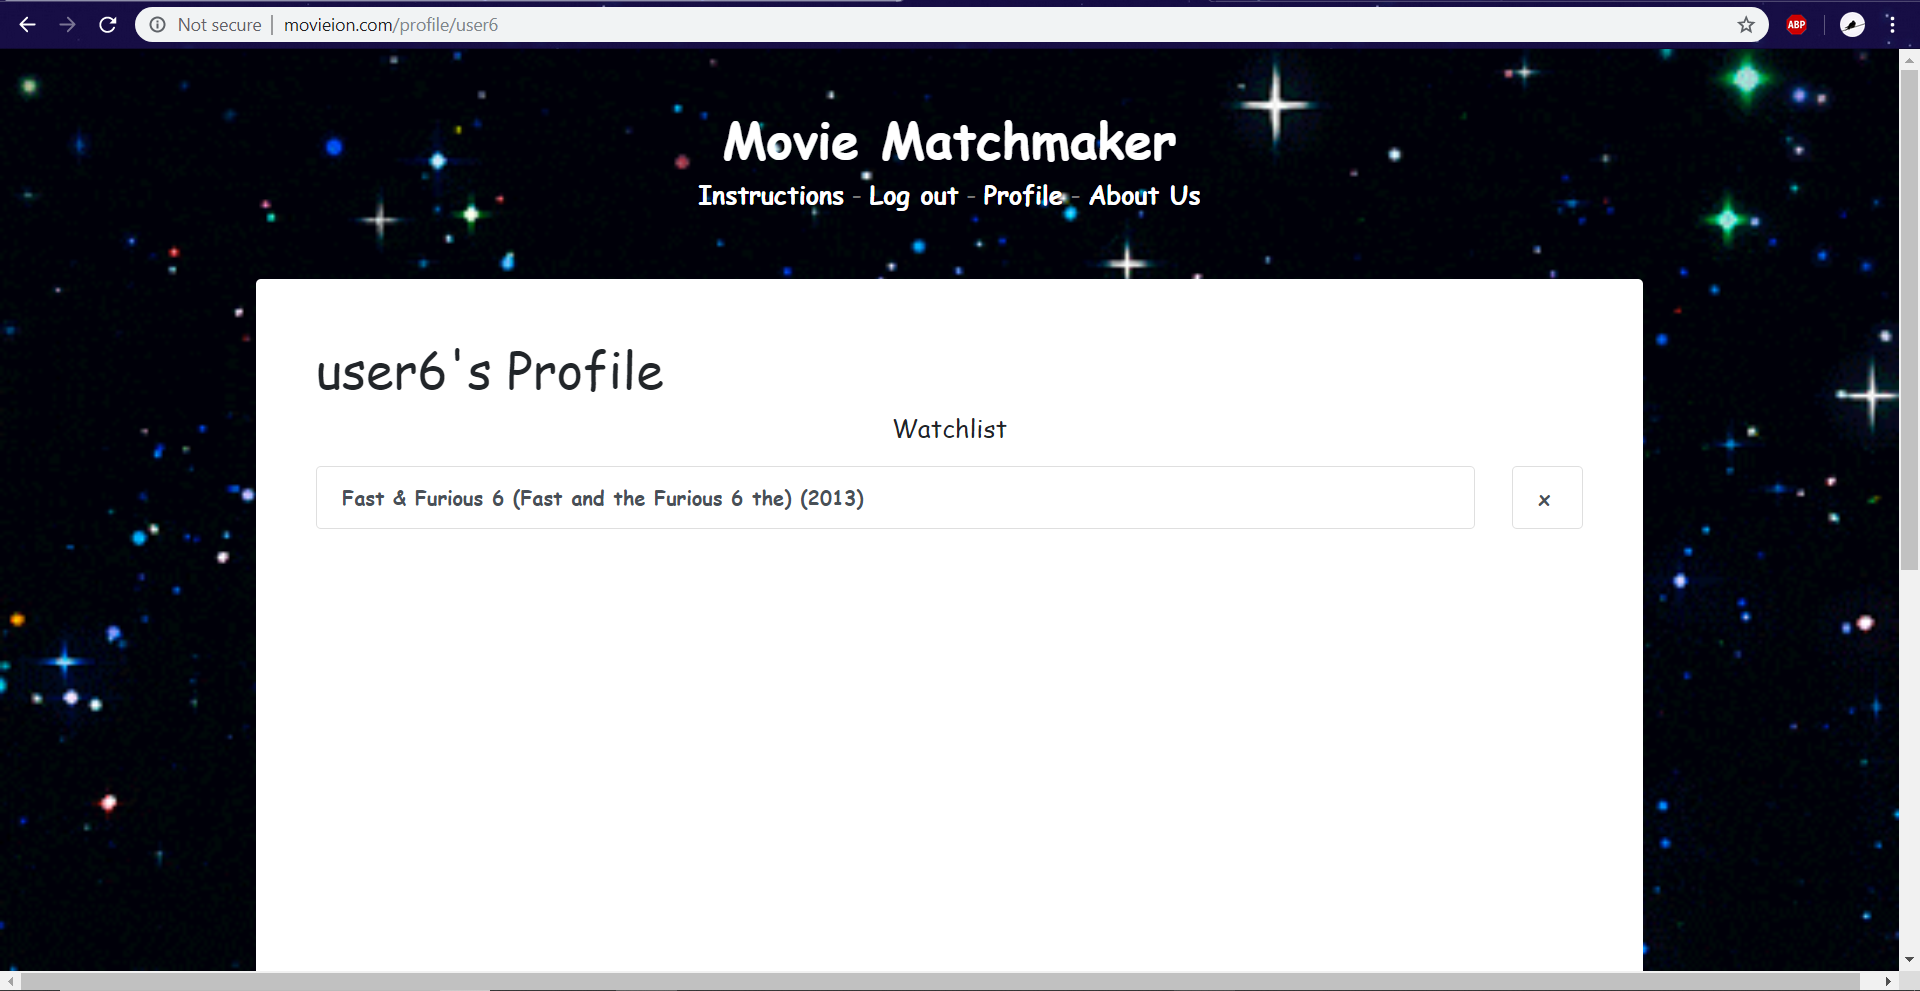 Not secure | movieion.com/profile/user6
ABP
Movie Matchmaker
Instructions - Log out - Profile - About Us
user6's Profile
Watchlist
Fast & Furious 6 (Fast and the Furious 6 the) (2013)
x